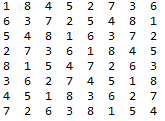 1 8 4 5 2 7 3 6
6 3 7 2 5 4 8 1
5 4 8 1 6 3 7 2
2 7 3 6 1 8 4 5
8 1 5 4 7 2 6 3
3 6 2 7 4 5 1 8
4 5 1 8 3 6 2 7
7 2 6 3 8 1 5 4